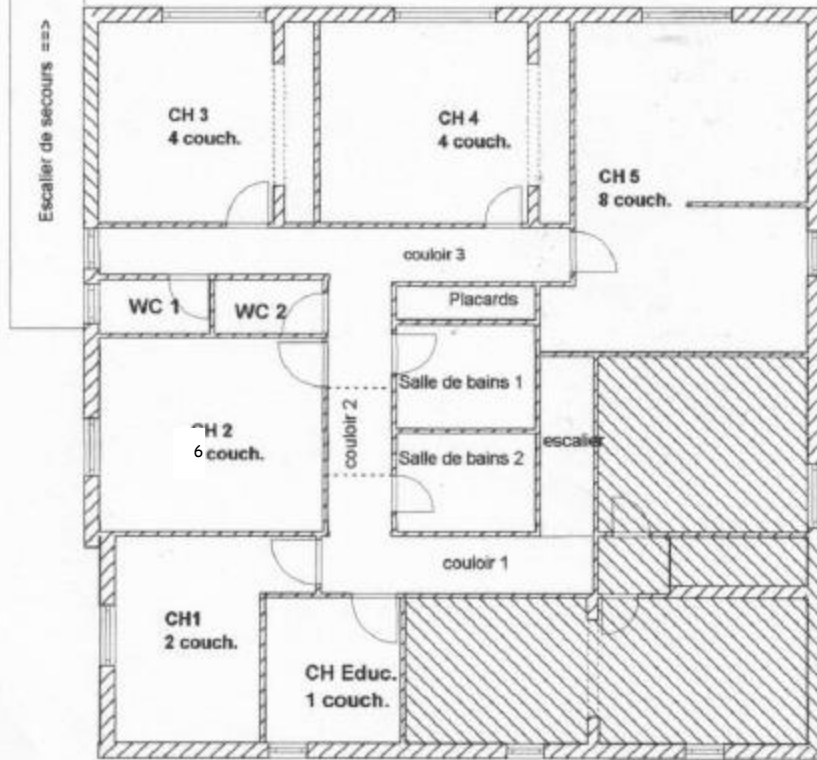 Escalier de secours ==>
CH 3
4 couch.
CH 4
4 couch.
CH 5
8 couch.
couloir 3
WC 1
WC 2
Placards
Salle de bains 1
CH 2
6 couch.
couloir 2
escalier
Salle de bains 2
couloir 1
CH1
2 couch.
CH Educ.
1 couch.